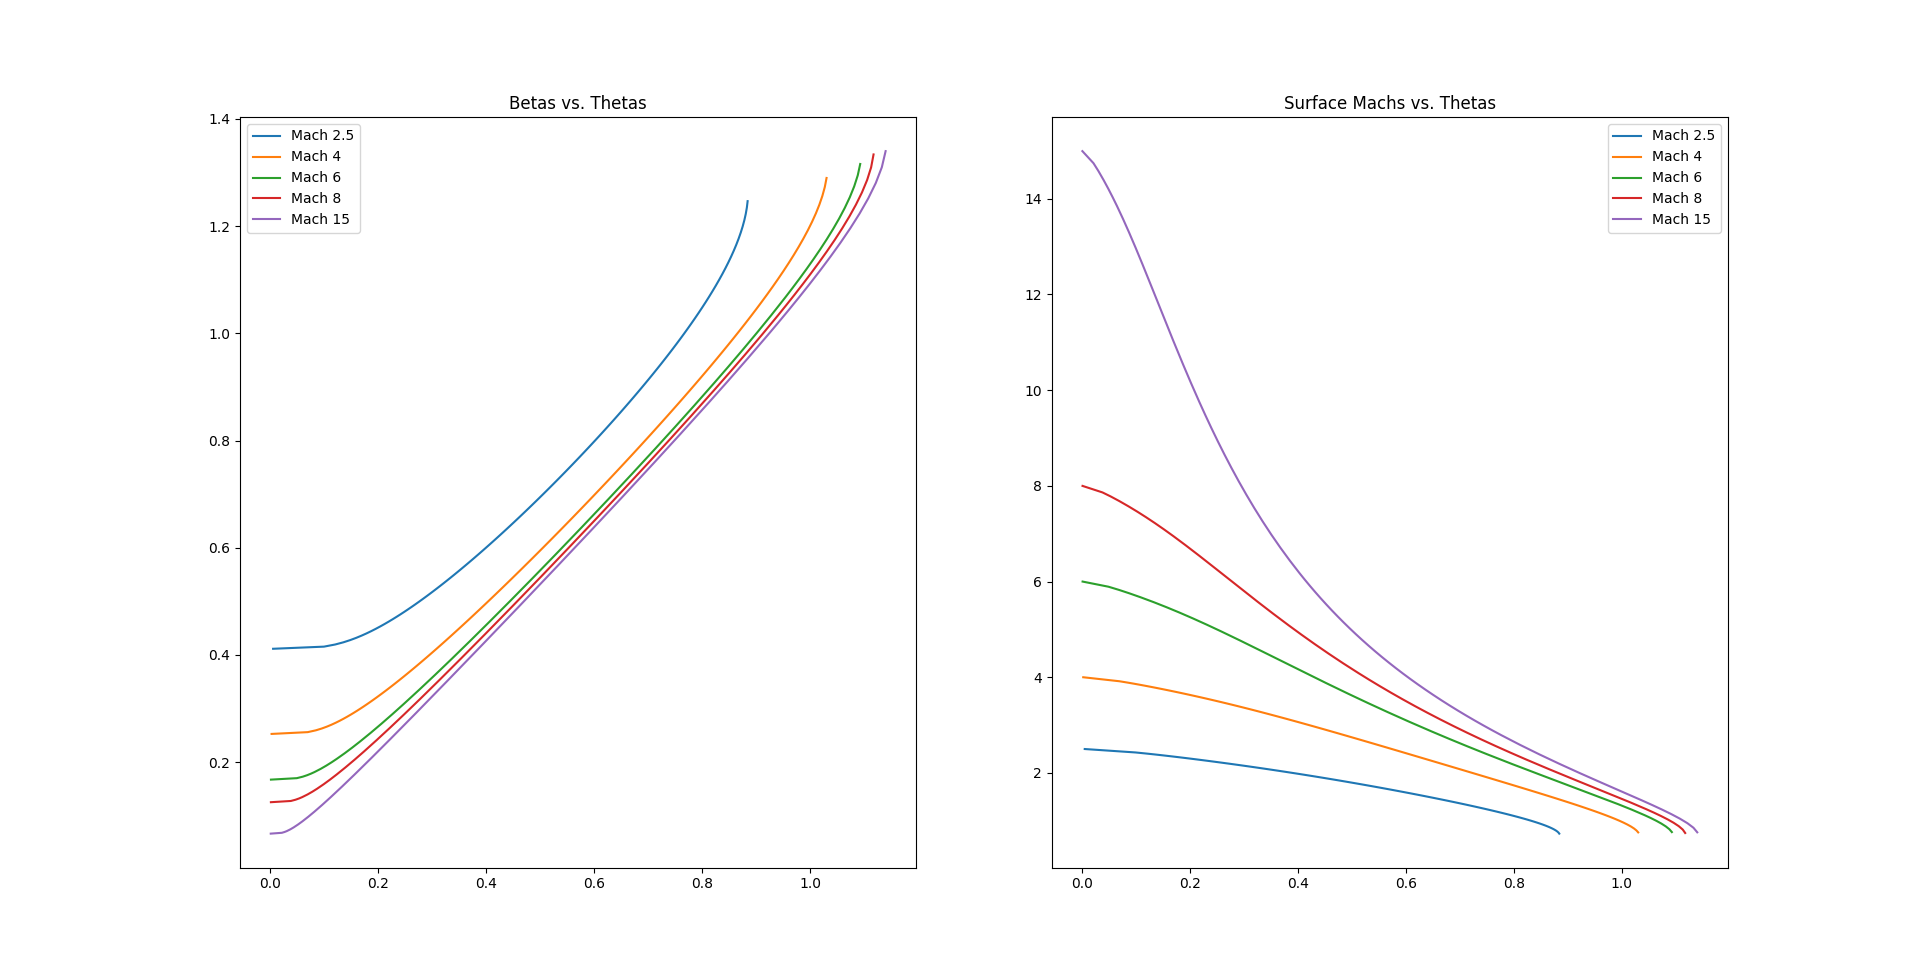 Betas vs. Thetas
1.4
1.2
1.0
0.8
0.6
0.4
0.2
Mach 2.5
Mach 4
Mach 6
Mach 8
Mach 15
0.0 0.2 0.4 0.6 0.8 1.0
Surface Machs vs. Thetas
14
12
10
8
6
4
2
Mach 2.5
Mach 4
Mach 6
Mach 8
Mach 15
0.0 0.2 0.4 0.6 0.8 1.0